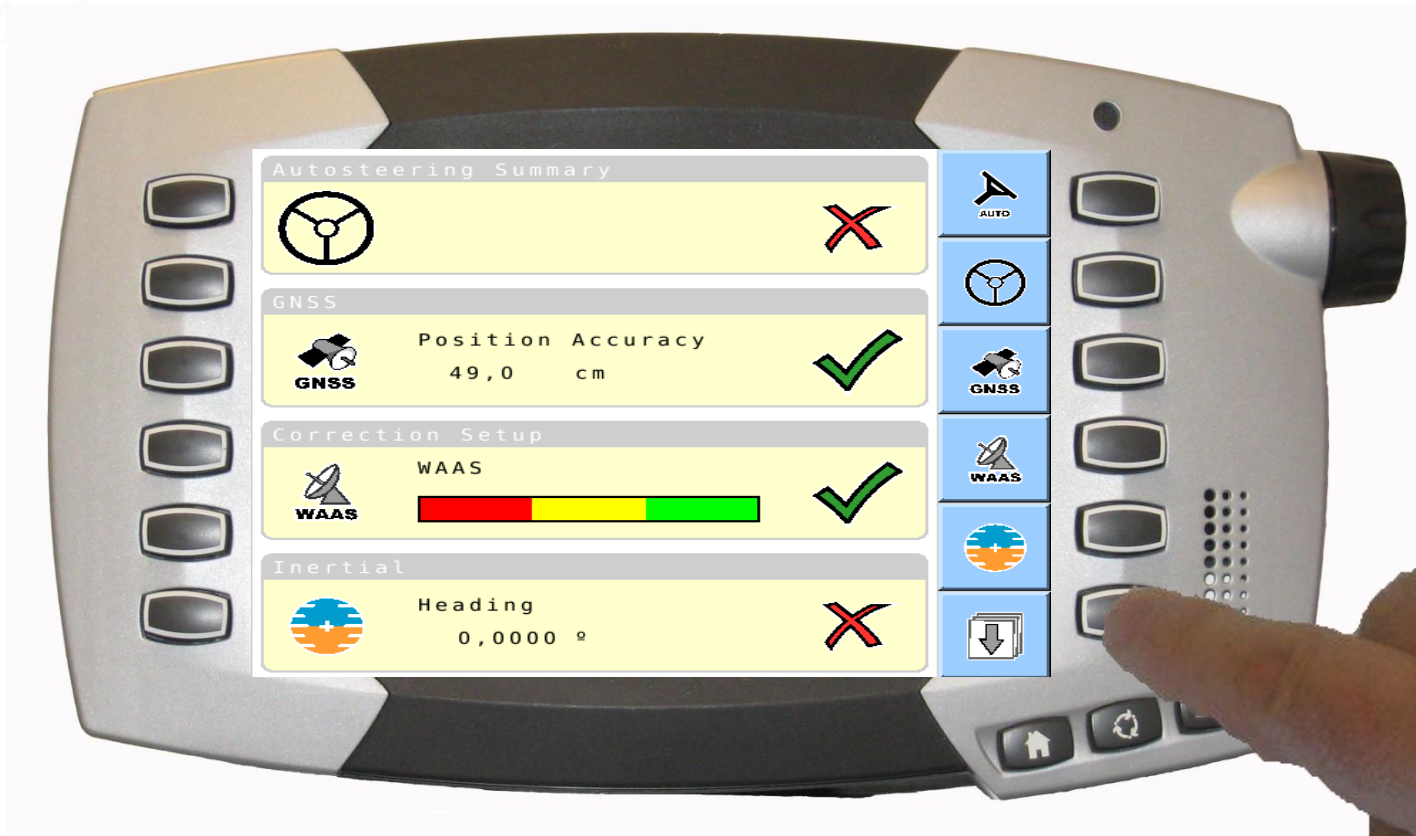 Autosteering Summary
AUTO
GNSS
Position Accuracy
49,0 cm
GNSS
GNSS
Correction Setup
WAAS
WAAS
WAAS
Inertial
Heading
0,0000 º